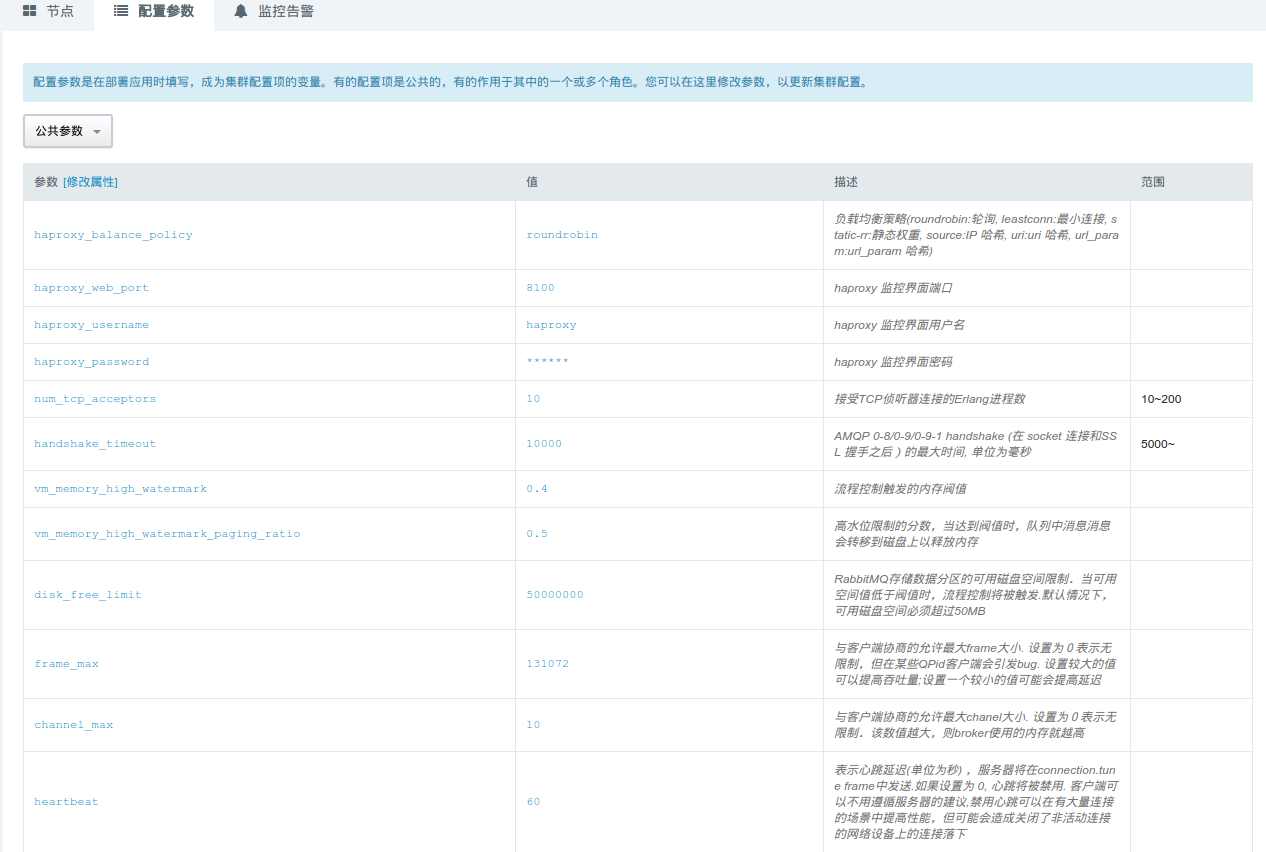 节点 配置参数 监控告警
配置参数是在部署应用时填写，成为集群配置项的变量。有的配置项是公共的，有的作用于其中的一个或多个角色。您可以在这里修改参数，以更新集群配置。
公共参数
参数 [修改属性] 值 描述 范围
haproxy_balance_policy roundrobin 负载均衡策略(roundrobin:轮询, leastconn:最小连接, s
tatic-rr:静态权重, source:IP 哈希, uri:uri 哈希, url_para
m:url_param 哈希)
haproxy_web_port 8100 haproxy 监控界面端口
haproxy_username haproxy haproxy 监控界面用户名
haproxy_password ****** haproxy 监控界面密码
num_tcp_acceptors 10 接受TCP侦听器连接的Erlang进程数 10~200
handshake_timeout 10000 AMQP 0-8/0-9/0-9-1 handshake (在 socket 连接和SS
L 握手之后 ) 的最大时间, 单位为毫秒 5000~
vm_memory_high_watermark 0.4 流程控制触发的内存阀值
vm_memory_high_watermark_paging_ratio 0.5 高水位限制的分数，当达到阀值时，队列中消息消息
会转移到磁盘上以释放内存
disk_free_limit 50000000 RabbitMQ存储数据分区的可用磁盘空间限制．当可用
空间值低于阀值时，流程控制将被触发.默认情况下，
可用磁盘空间必须超过50MB
frame_max 131072 与客户端协商的允许最大frame大小. 设置为０表示无
限制，但在某些QPid客户端会引发bug. 设置较大的值
可以提高吞吐量;设置一个较小的值可能会提高延迟
channel_max 10 与客户端协商的允许最大chanel大小. 设置为０表示无
限制．该数值越大，则broker使用的内存就越高
heartbeat 60 表示心跳延迟(单位为秒) ，服务器将在connection.tun
e frame中发送.如果设置为 0, 心跳将被禁用. 客户端可
以不用遵循服务器的建议,禁用心跳可以在有大量连接
的场景中提高性能，但可能会造成关闭了非活动连接
的网络设备上的连接落下